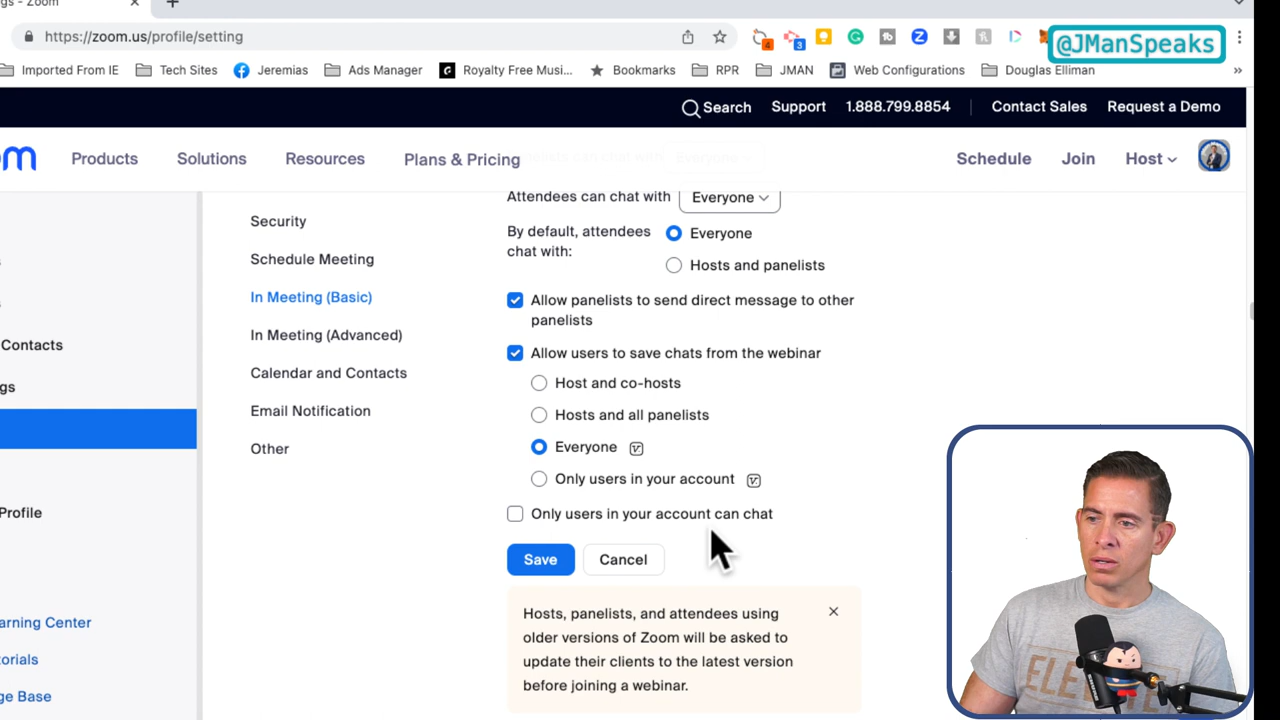 gs - Zoom
https://zoom.us/profile/setting
4
3
@JManSpeaks
Imported From IE
Tech Sites
Jeremias
Ads Manager
Royalty Free Musi...
Bookmarks
RPR
JMAN
Web Configurations
Douglas Elliman
»
Search
Support
1.888.799.8854
Contact Sales
Request a Demo
Products
Solutions
Resources
Plans & Pricing
Schedule
Join
Host
Security
Schedule Meeting
In Meeting (Basic)
In Meeting (Advanced)
Calendar and Contacts
Email Notification
Other
Contacts
gs
Profile
arning Center
torials
ge Base
Attendees can chat with
Everyone
By default, attendees
chat with:
Everyone
Hosts and panelists
Allow panelists to send direct message to other
panelists
Allow users to save chats from the webinar
Host and co-hosts
Hosts and all panelists
Everyone
Only users in your account
Only users in your account can chat
Save
Cancel
Hosts, panelists, and attendees using
older versions of Zoom will be asked to
update their clients to the latest version
before joining a webinar.